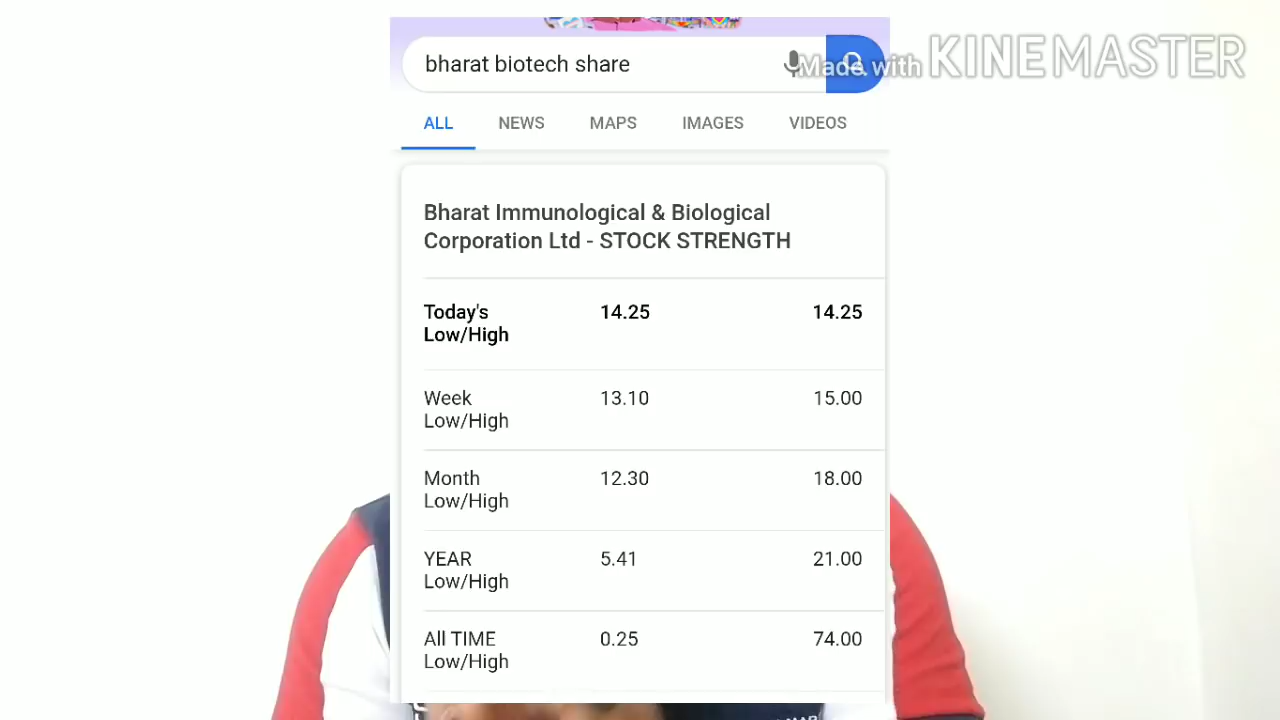 bharat biotech share
Made with KINEMASTER
ALL NEWS MAPS IMAGES VIDEOS
Bharat Immunological & Biological
Corporation Ltd - STOCK STRENGTH
Today's
Low/High 14.25 14.25
Week
Low/High 13.10 15.00
Month
Low/High 12.30 18.00
YEAR
Low/High 5.41 21.00
All TIME
Low/High 0.25 74.00